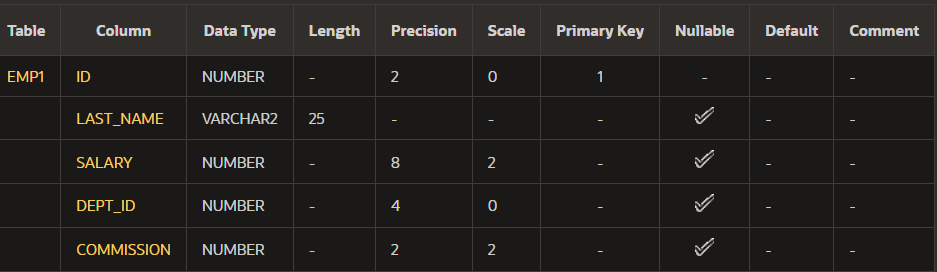 Table Column Data Type Length Precision Scale Primary Key Nullable Default Comment
EMP1 ID NUMBER - 2 0 1 - - -
LAST_NAME VARCHAR2 25 - - - - -
SALARY NUMBER - 8 2 - - -
DEPT_ID NUMBER - 4 0 - - -
COMMISSION NUMBER - 2 2 - - -